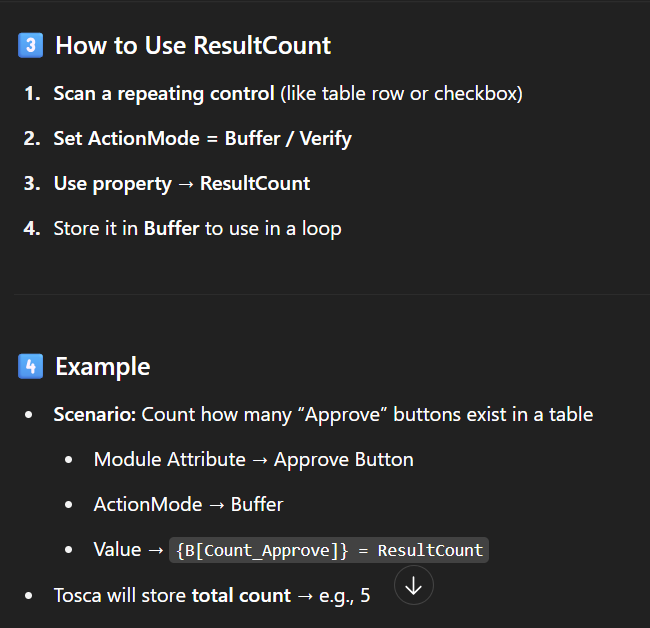 3 How to Use ResultCount
1. Scan a repeating control (like table row or checkbox)
2. Set ActionMode = Buffer / Verify
3. Use property → ResultCount
4. Store it in Buffer to use in a loop
4 Example
• Scenario: Count how many “Approve” buttons exist in a table
• Module Attribute → Approve Button
• ActionMode → Buffer
• Value → {B[Count_Approve]} = ResultCount
• Tosca will store total count → e.g., 5